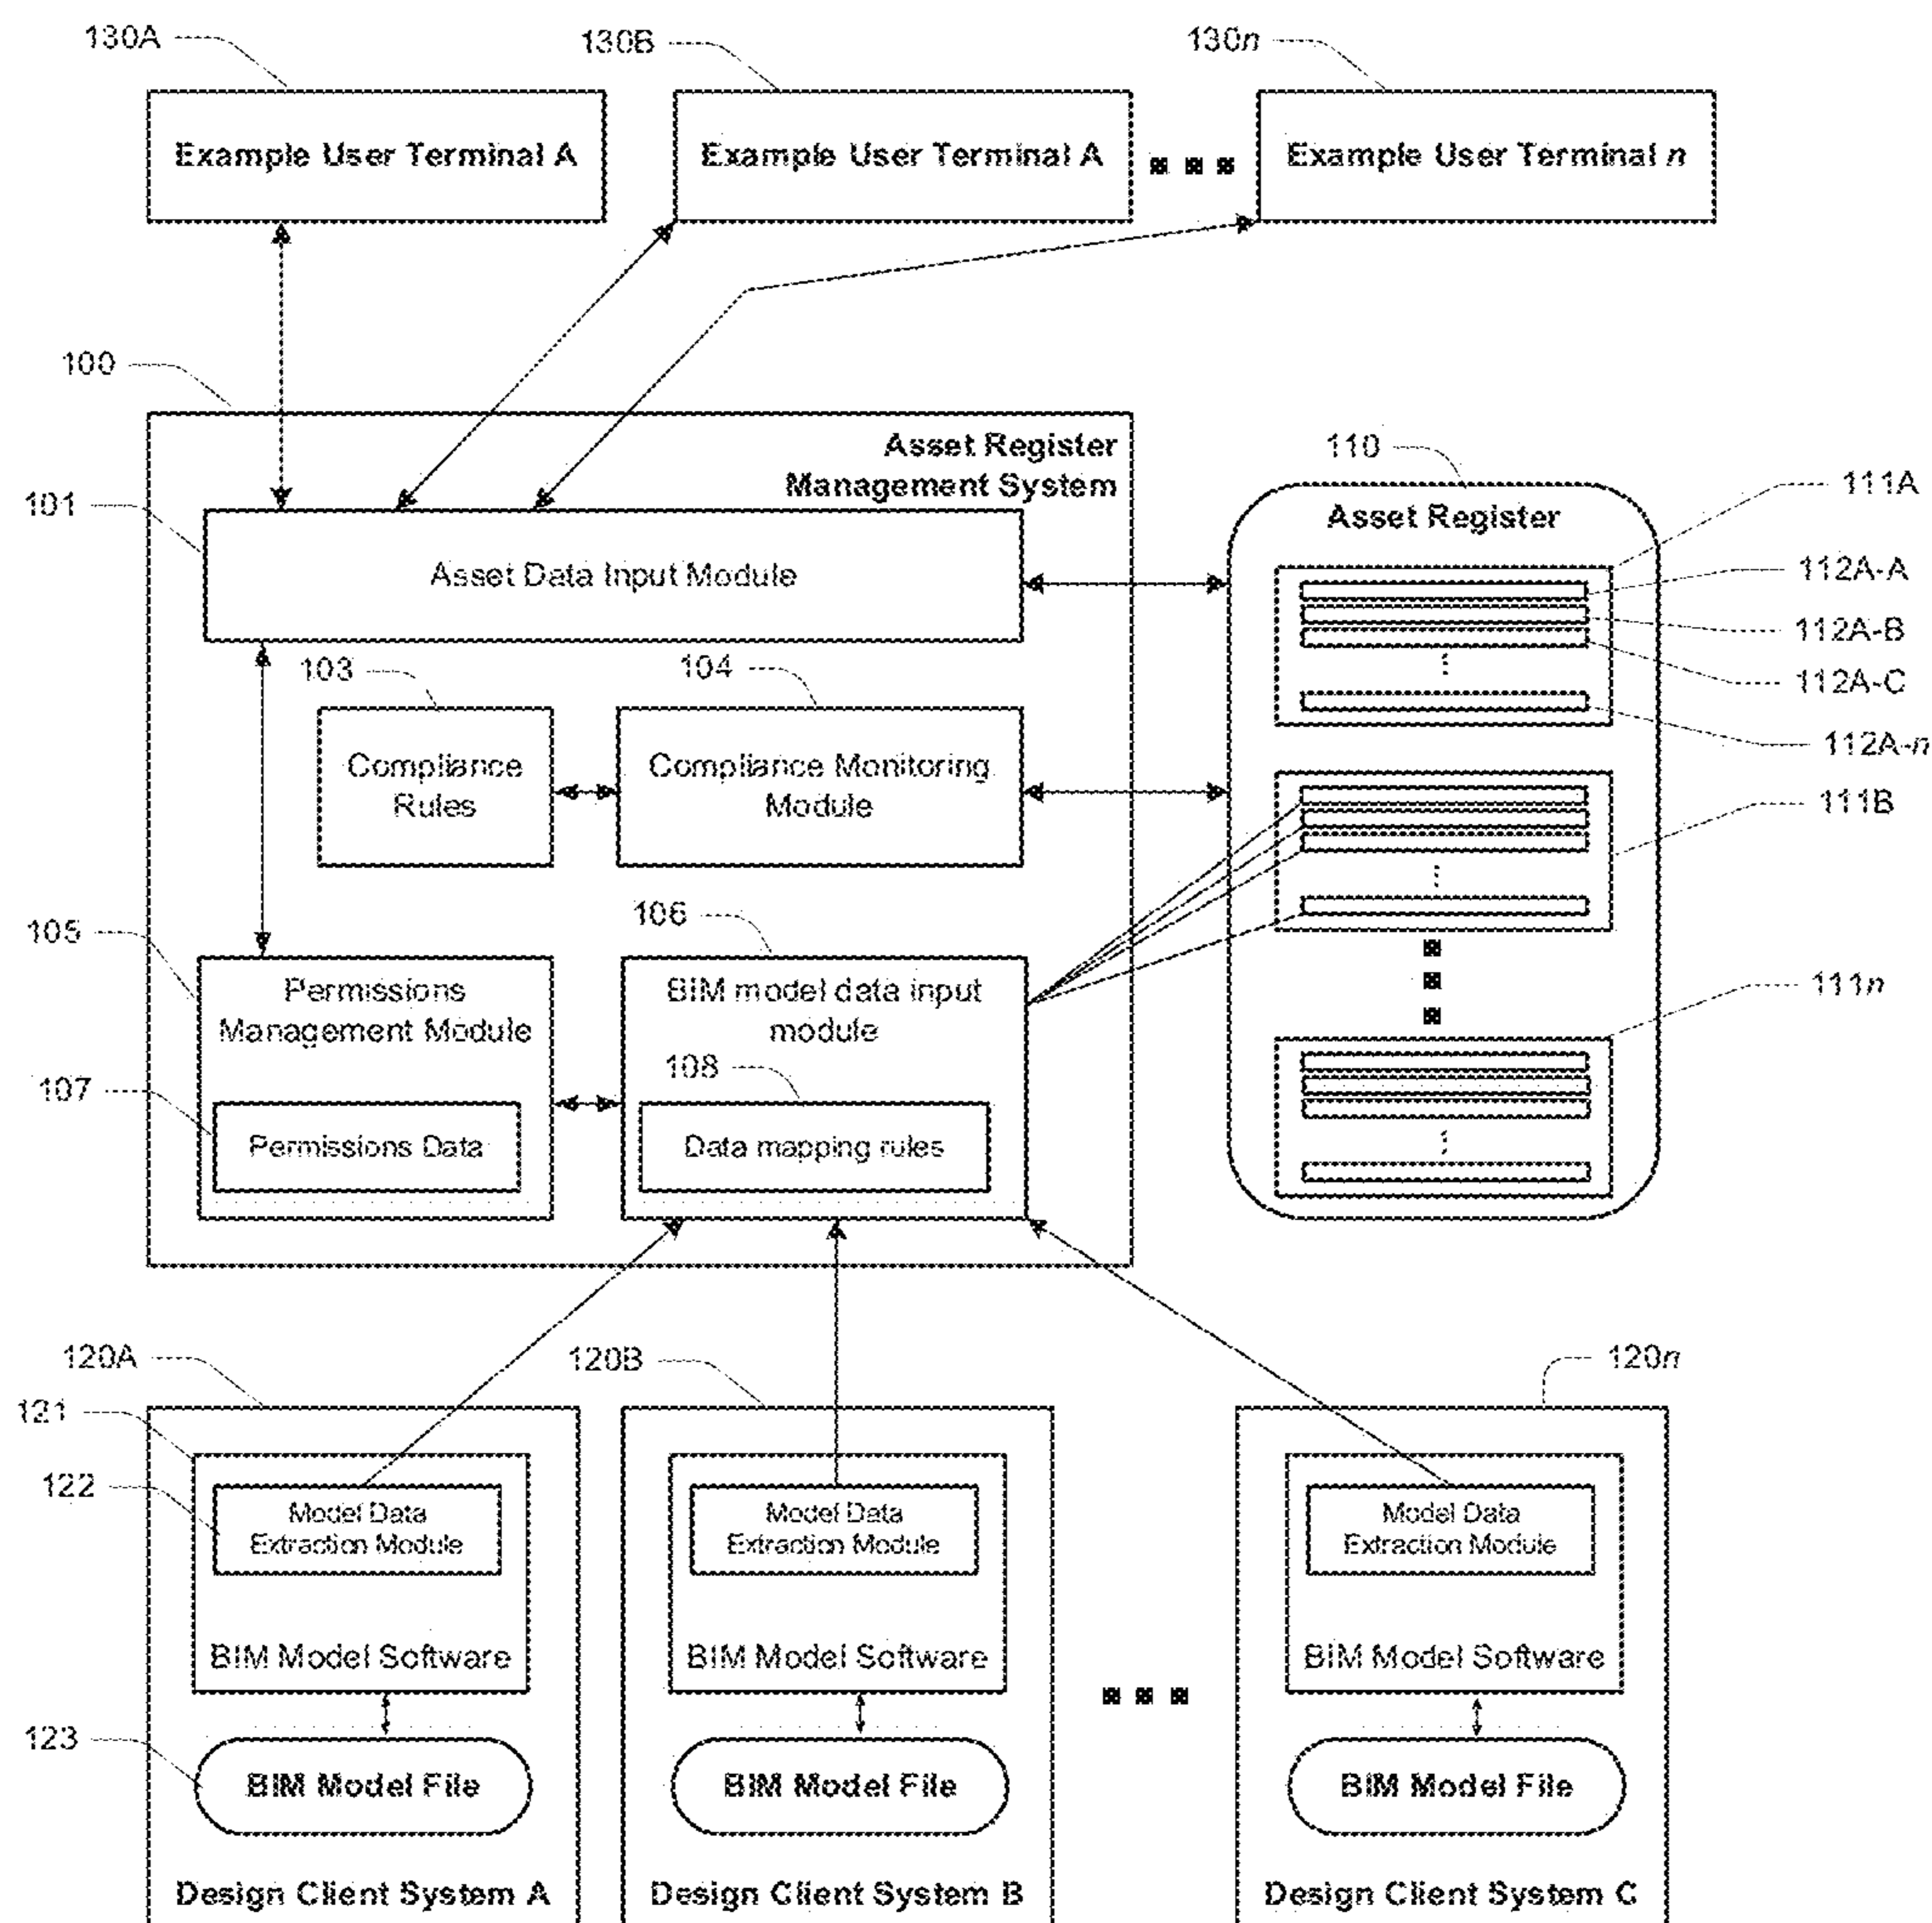 130A
130B
130n
Example User Terminal A
Example User Terminal A
Example User Terminal n
100
Asset Register
Management System
110
111A
101
Asset Register
Asset Data Input Module
112A-A
112A-B
103
104
112A-C
112A-n
Compliance
Rules
Compliance Monitoring
Module
111B
105
106
111n
Permissions
Management Module
BIM model data input
module
108
107
Permissions Data
Data mapping rules
120A
120B
120n
121
122
Model Data
Extraction Module
Model Data
Extraction Module
Model Data
Extraction Module
BIM Model Software
BIM Model Software
BIM Model Software
123
BIM Model File
BIM Model File
BIM Model File
Design Client System A
Design Client System B
Design Client System C